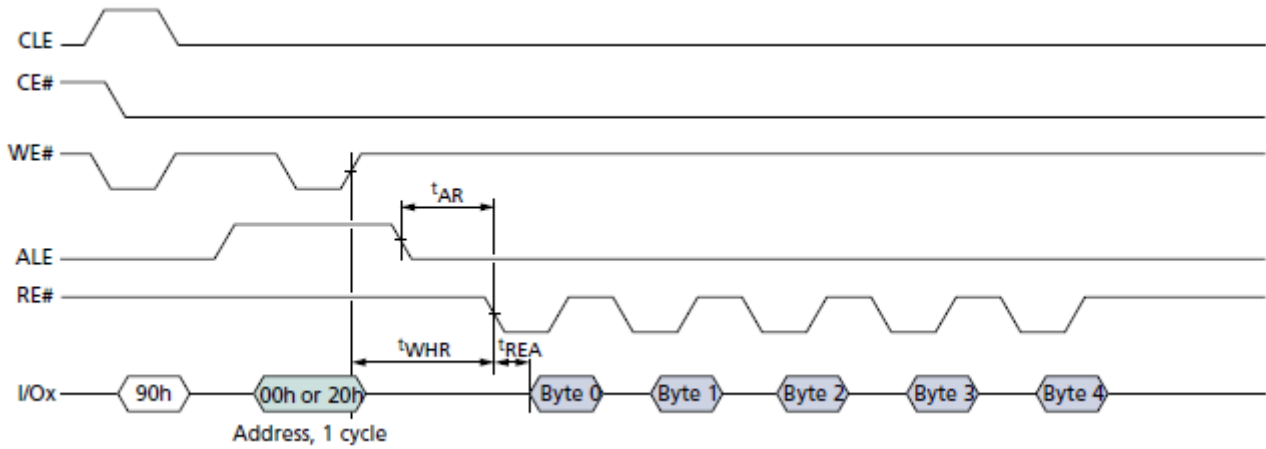 CLE
CE#
WE#
tAR
ALE
RE#
tWHR tREA
I/Ox 90h 00h or 20h Byte 0 Byte 1 Byte 2 Byte 3 Byte 4
Address, 1 cycle